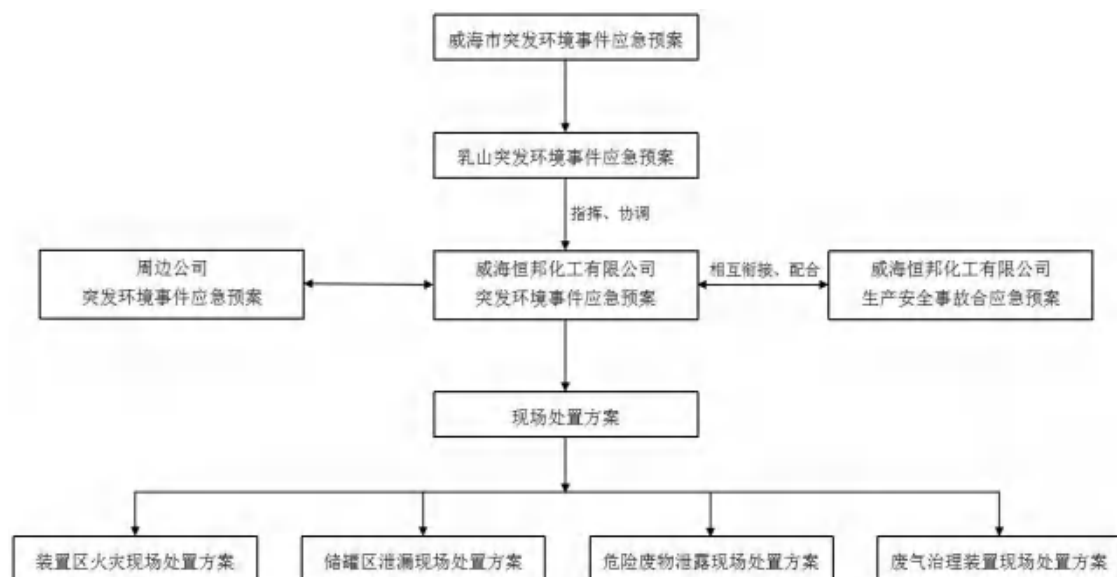 威海市突发环境事件应急预案
乳山突发环境事件应急预案
指挥、协调
周边公司
突发环境事件应急预案
威海恒邦化工有限公司
突发环境事件应急预案
相互衔接、配合
威海恒邦化工有限公司
生产安全事故合应急预案
现场处置方案
装置区火灾现场处置方案
储罐区泄漏现场处置方案
危险废物泄露现场处置方案
废气治理装置现场处置方案